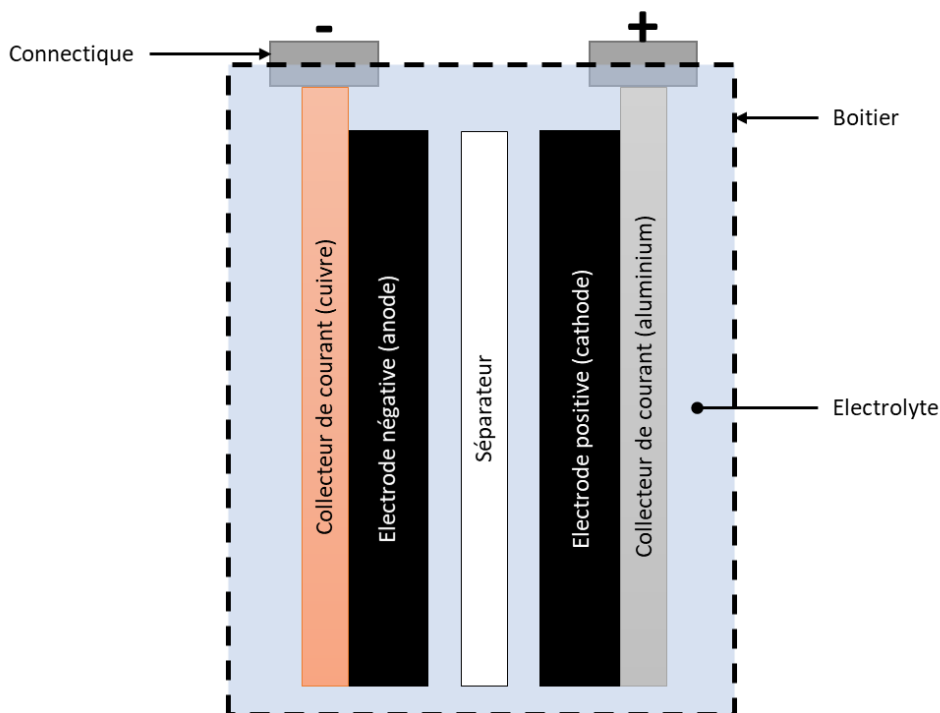 -
+
Connectique
Boitier
Collecteur de courant (cuivre)
Electrode négative (anode)
Séparateur
Electrode positive (cathode)
Collecteur de courant (aluminium)
Electrolyte